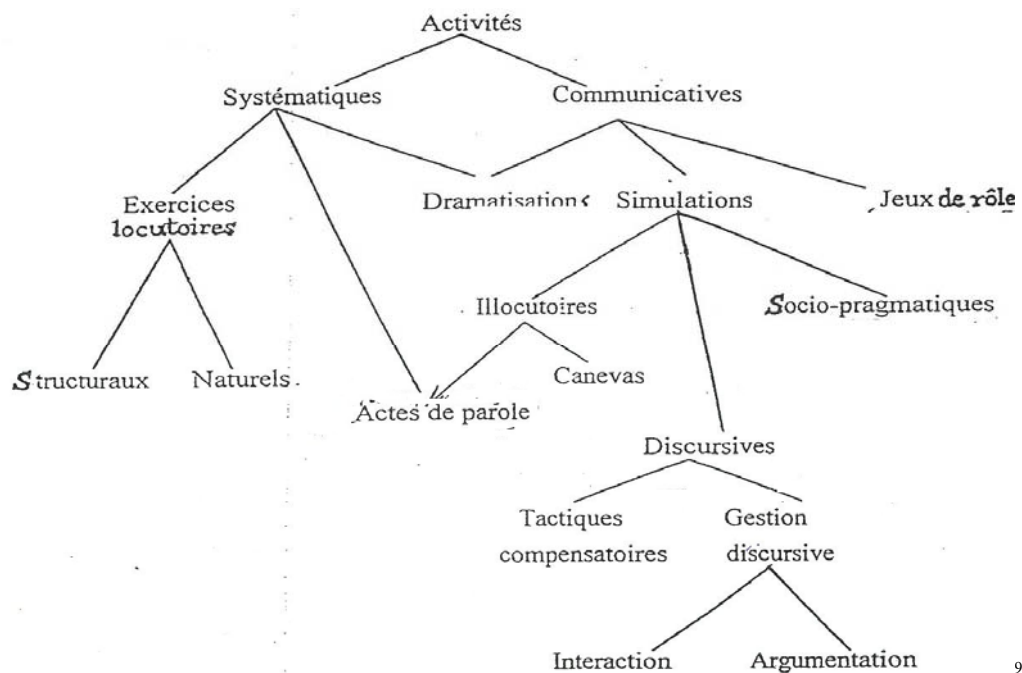 Activités
Systématiques
Communicatives
Exercices
locutoires
Dramatisations
Simulations
Jeux de rôle
Illocutoires
Socio-pragmatiques
Structuraux
Naturels
Canevas
Actes de parole
Discursives
Tactiques
compensatoires
Gestion
discursive
Interaction
Argumentation
9